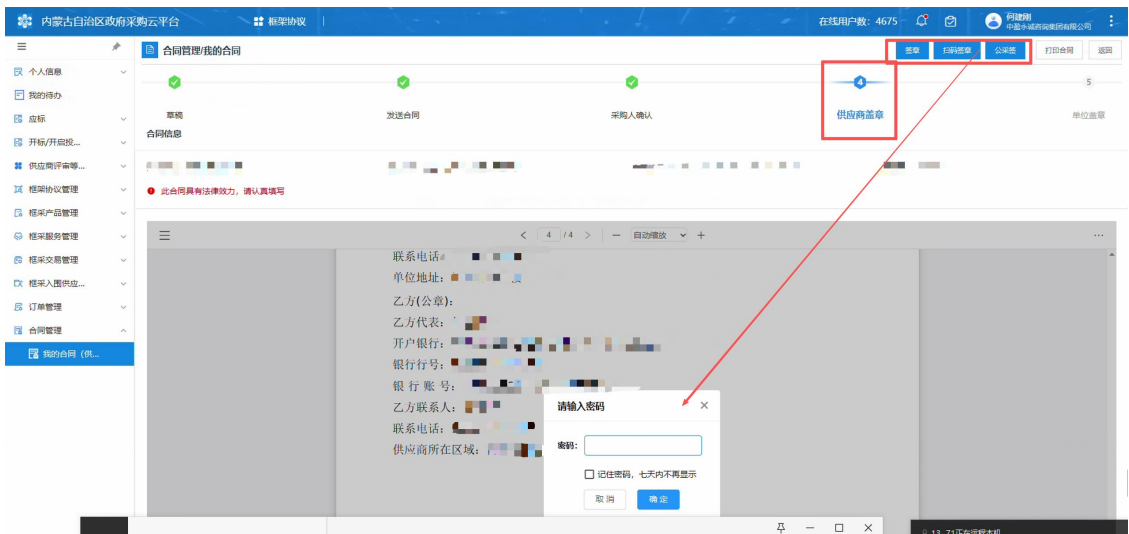 内蒙古自治区政府采购云平台
框架协议
在线用户数: 4675
何建刚
中盈永诚咨询集团有限公司
合同管理/我的合同
签章
扫码签章
公采签
打印合同
返回
个人信息
我的待办
应标
开标/开启投...
供应商评审等...
框架协议管理
框采产品管理
框采服务管理
框采交易管理
框采入围供应...
订单管理
合同管理
我的合同（供...
草稿
发送合同
采购人确认
4
供应商盖章
5
单位盖章
合同信息
此合同具有法律效力，请认真填写
4 / 4
自动缩放
联系电话:
单位地址:
乙方(公章):
乙方代表:
开户银行:
银行行号:
银 行 账 号:
乙方联系人:
联系电话:
供应商所在区域:
请输入密码
密码:
记住密码，七天内不再显示
取 消
确 定
13_71正在远程本机